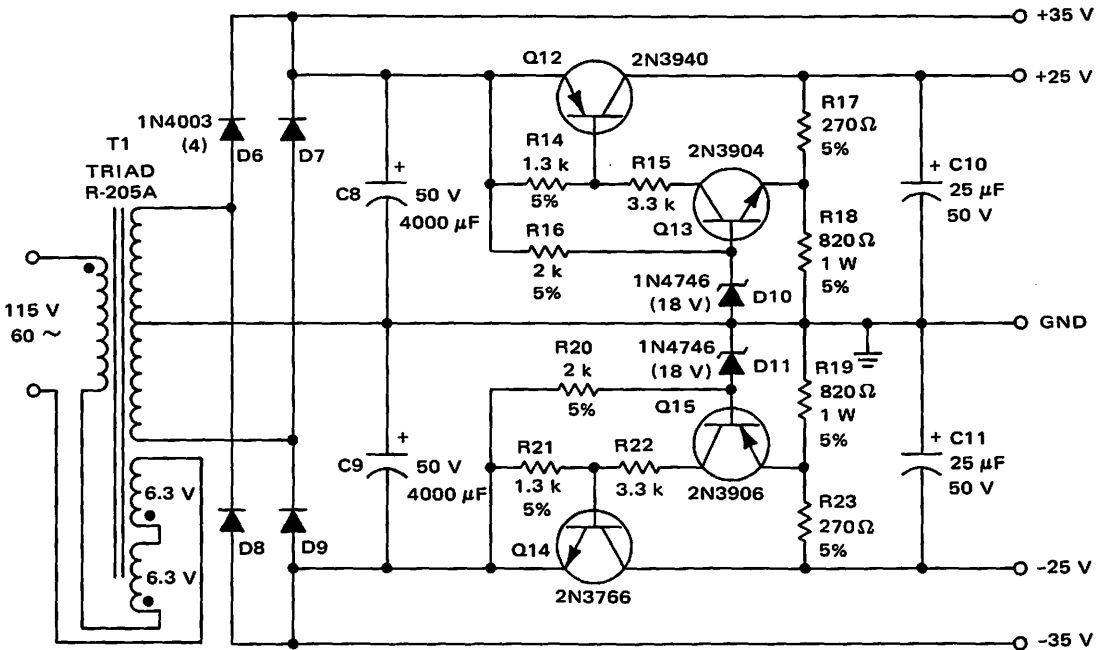 +35 V
Q12
2N3940
+25 V
1N4003
(4)
D6
D7
R17
270 Ω
5%
T1
TRIAD
R-205A
R14
1.3 k
5%
R15
3.3 k
2N3904
+
C8
50 V
4000 µF
+ C10
25 µF
50 V
Q13
R18
820 Ω
1 W
5%
R16
2 k
5%
1N4746
(18 V)
D10
115 V
60 ~
GND
1N4746
(18 V)
D11
R20
2 k
5%
R19
820 Ω
1 W
5%
Q15
+
C9
50 V
4000 µF
R21
1.3 k
5%
R22
3.3 k
2N3906
+ C11
25 µF
50 V
6.3 V
6.3 V
D8
D9
R23
270 Ω
5%
Q14
2N3766
-25 V
-35 V